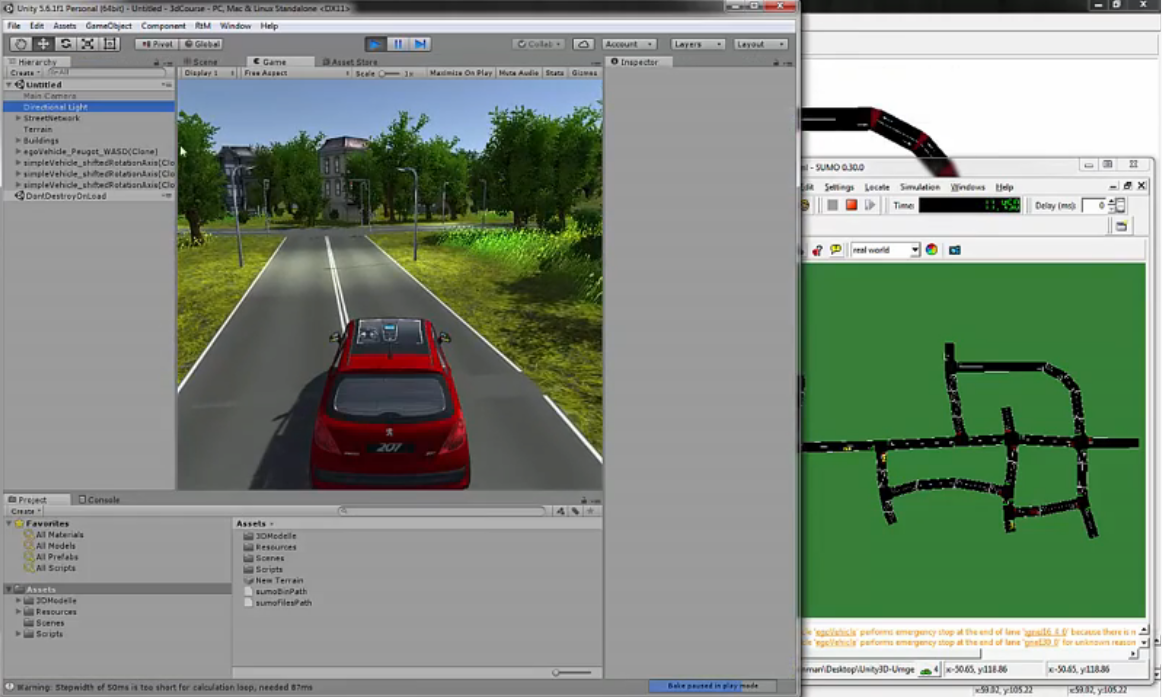 Unity 5.6.1f1 Personal (64bit) - Untitled - 3dCourse - PC, Mac & Linux Standalone <DX11>
File Edit Assets GameObject Component RtM Window Help
Pivot Global Collab Account Layers Layout
Hierarchy Scene Game Asset Store Inspector
Create All Display 1 Free Aspect Scale 1x Maximize On Play Mute Audio Stats Gizmos
Untitled
Main Camera
Directional Light
StreetNetwork
Terrain
Buildings
egoVehicle_Peugot_WASD(Clone)
simpleVehicle_shiftedRotationAxis(Clo
simpleVehicle_shiftedRotationAxis(Clo
simpleVehicle_shiftedRotationAxis(Clo
DontDestroyOnLoad
207
- SUMO 0.30.0
dit Settings Locate Simulation Windows Help
Time: Delay (ms): 0
real world
Project Console
Create
Favorites
All Materials
All Models
All Prefabs
All Scripts
Assets
3DModelle
Resources
Scenes
Scripts
Assets
3DModelle
Resources
Scenes
Scripts
New Terrain
sumoBinPath
sumoFilesPath
'egoVehicle' performs emergency stop at the end of lane because there is n
'egoVehicle' performs emergency stop at the end of lane for unknown reason
nman\Desktop\Unity3D-Umge 4 x:-50.65, y:118.86 x:-50.65, y:118.86
Warning: Stepwidth of 50ms is too short for calculation loop, needed 87ms
Bake paused in play mode
x:59.02, y:105.22 x:59.02, y:105.22